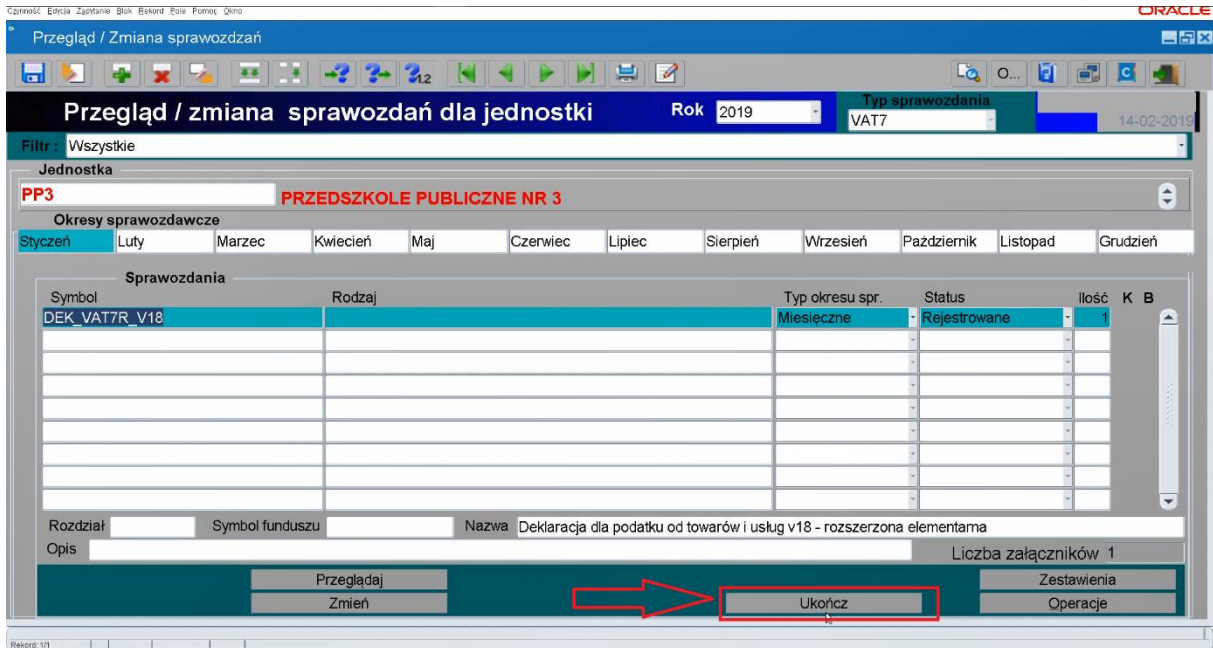 Czynność Edycja Zapytanie Blok Rekord Pole Pomoc Okno
ORACLE
Przegląd / Zmiana sprawozdzań
1,2 O...
Przegląd / zmiana sprawozdań dla jednostki Rok 2019 Typ sprawozdania VAT7 14-02-2019
Filtr : Wszystkie
Jednostka
PP3 PRZEDSZKOLE PUBLICZNE NR 3
Okresy sprawozdawcze
Styczeń Luty Marzec Kwiecień Maj Czerwiec Lipiec Sierpień Wrzesień Październik Listopad Grudzień
Sprawozdania
Symbol Rodzaj Typ okresu spr. Status Ilość K B
DEK_VAT7R_V18 Miesięczne Rejestrowane 1
Rozdział Symbol funduszu Nazwa Deklaracja dla podatku od towarów i usług v18 - rozszerzona elementarna
Opis Liczba załączników 1
Przeglądaj Zestawienia
Zmień Ukończ Operacje
Rekord: 1/1